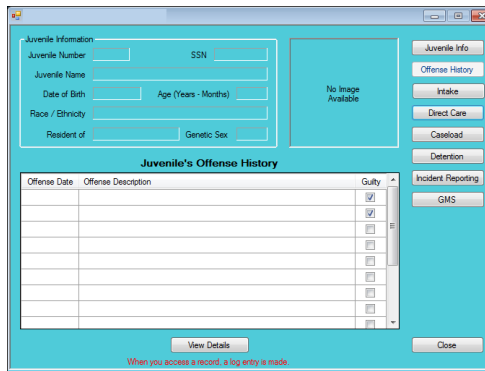 Juvenile Information
Juvenile Number SSN
Juvenile Name
Date of Birth Age (Years - Months)
Race / Ethnicity
Resident of Genetic Sex
No Image
Available
Juvenile Info
Offense History
Intake
Direct Care
Caseload
Detention
Incident Reporting
GMS
Juvenile's Offense History
Offense Date Offense Description Guilty
View Details
Close
When you access a record, a log entry is made.